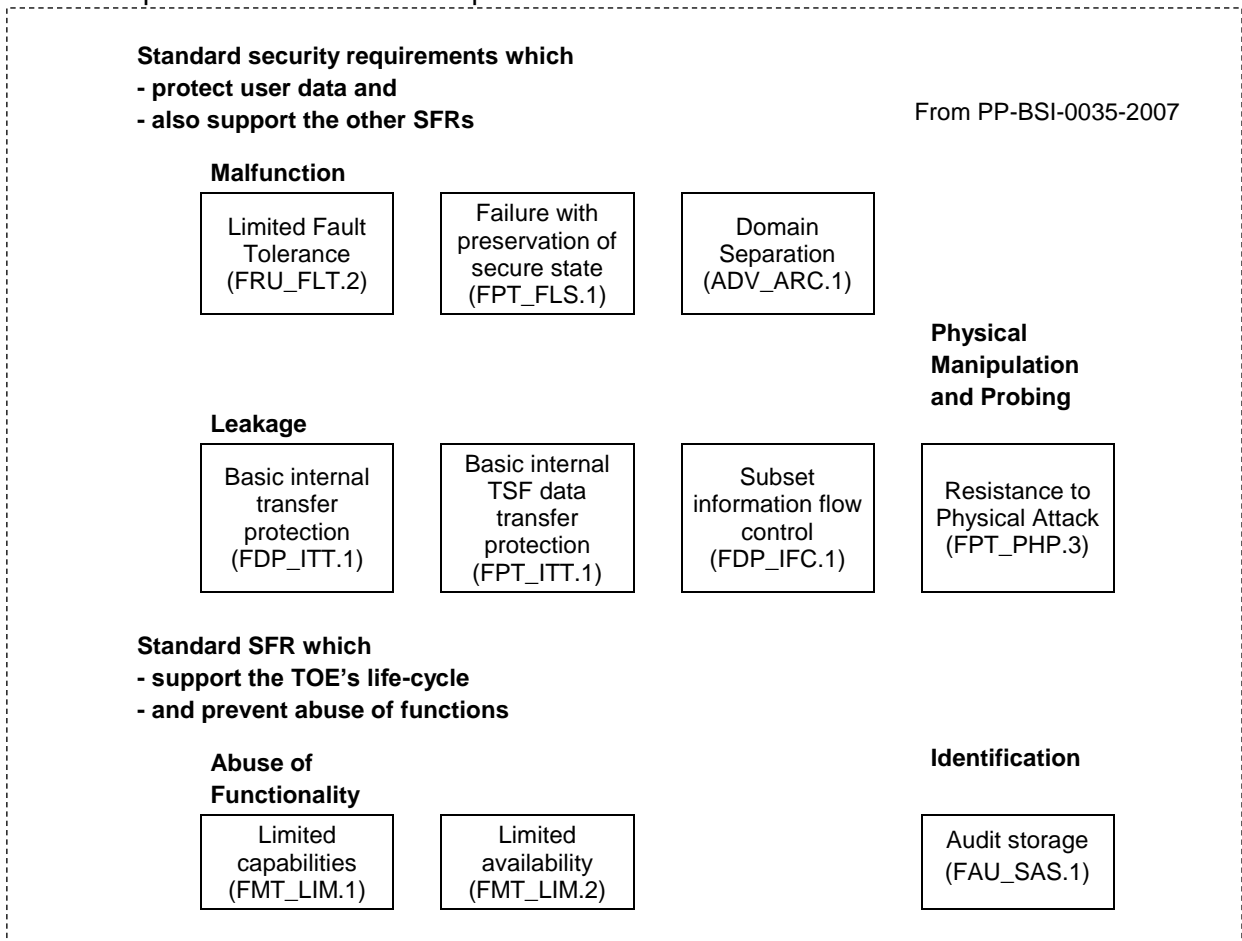 Standard security requirements which
- protect user data and
- also support the other SFRs
From PP-BSI-0035-2007
Malfunction
Limited Fault
Tolerance
(FRU_FLT.2)
Failure with
preservation of
secure state
(FPT_FLS.1)
Domain
Separation
(ADV_ARC.1)
Physical
Manipulation
and Probing
Leakage
Basic internal
transfer
protection
(FDP_ITT.1)
Basic internal
TSF data
transfer
protection
(FPT_ITT.1)
Subset
information flow
control
(FDP_IFC.1)
Resistance to
Physical Attack
(FPT_PHP.3)
Standard SFR which
- support the TOE's life-cycle
- and prevent abuse of functions
Abuse of
Functionality
Identification
Limited
capabilities
(FMT_LIM.1)
Limited
availability
(FMT_LIM.2)
Audit storage
(FAU_SAS.1)